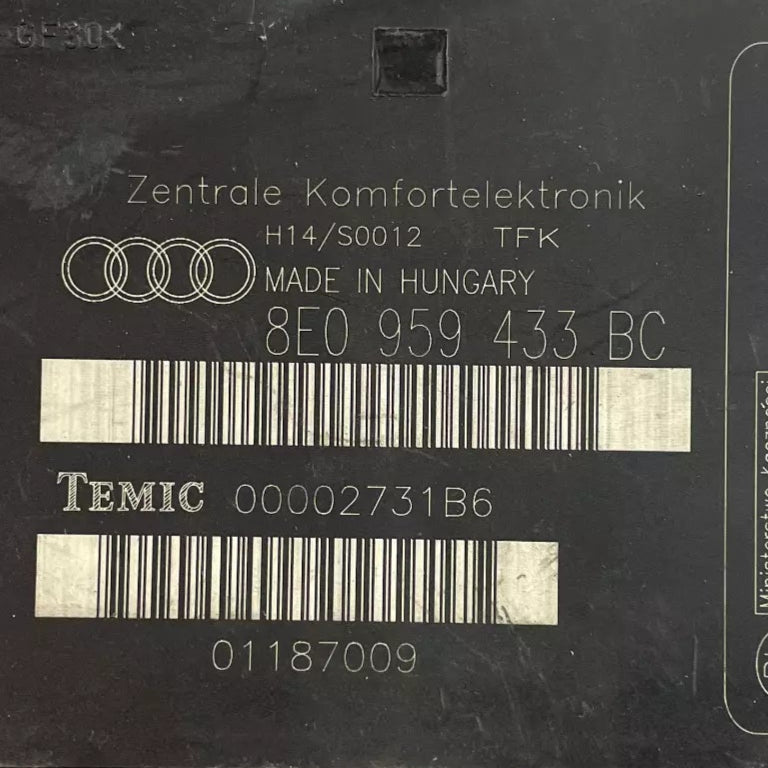 GF30K
Zentrale Komfortelektronik
H14/S0012 TFK
MADE IN HUNGARY
8E0 959 433 BC
TEMIC 00002731B6
01187009